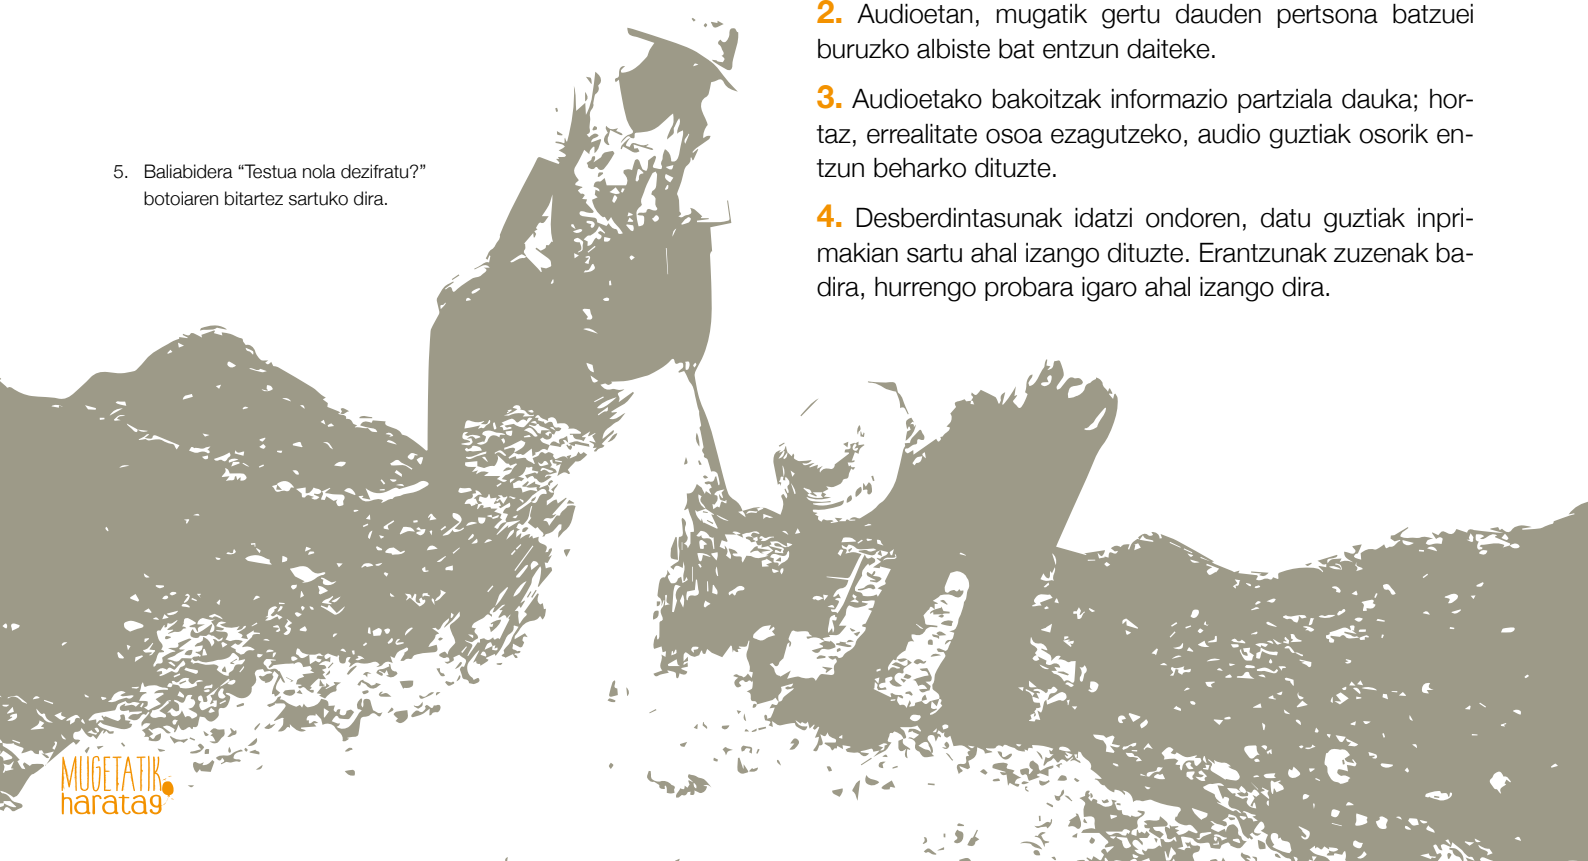 5. Baliabidera “Testua nola dezifratu?”
botoiaren bitartez sartuko dira.
2. Audioetan, mugatik gertu dauden pertsona batzuei
buruzko albiste bat entzun daiteke.
3. Audioetako bakoitzak informazio partziala dauka; hor-
taz, errealitate osoa ezagutzeko, audio guztiak osorik en-
tzun beharko dituzte.
4. Desberdintasunak idatzi ondoren, datu guztiak inpri-
makian sartu ahal izango dituzte. Erantzunak zuzenak ba-
dira, hurrengo probara igaro ahal izango dira.
MUGETATIK
haratag